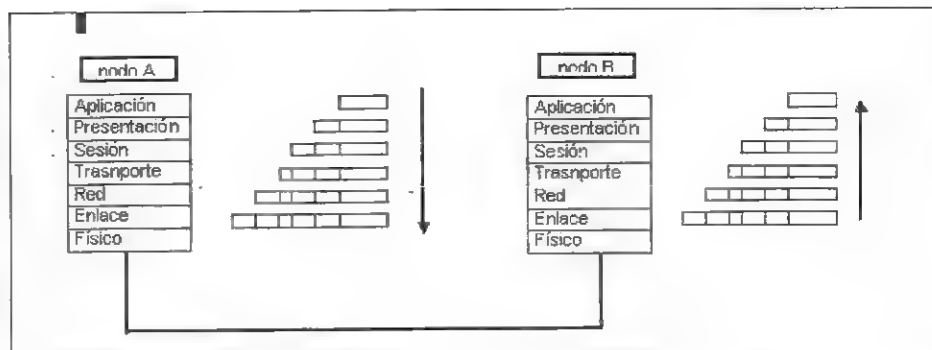 nodo A
Aplicación
Presentación
Sesión
Trasnporte
Red
Enlace
Físico
nodo B
Aplicación
Presentación
Sesión
Trasnporte
Red
Enlace
Físico